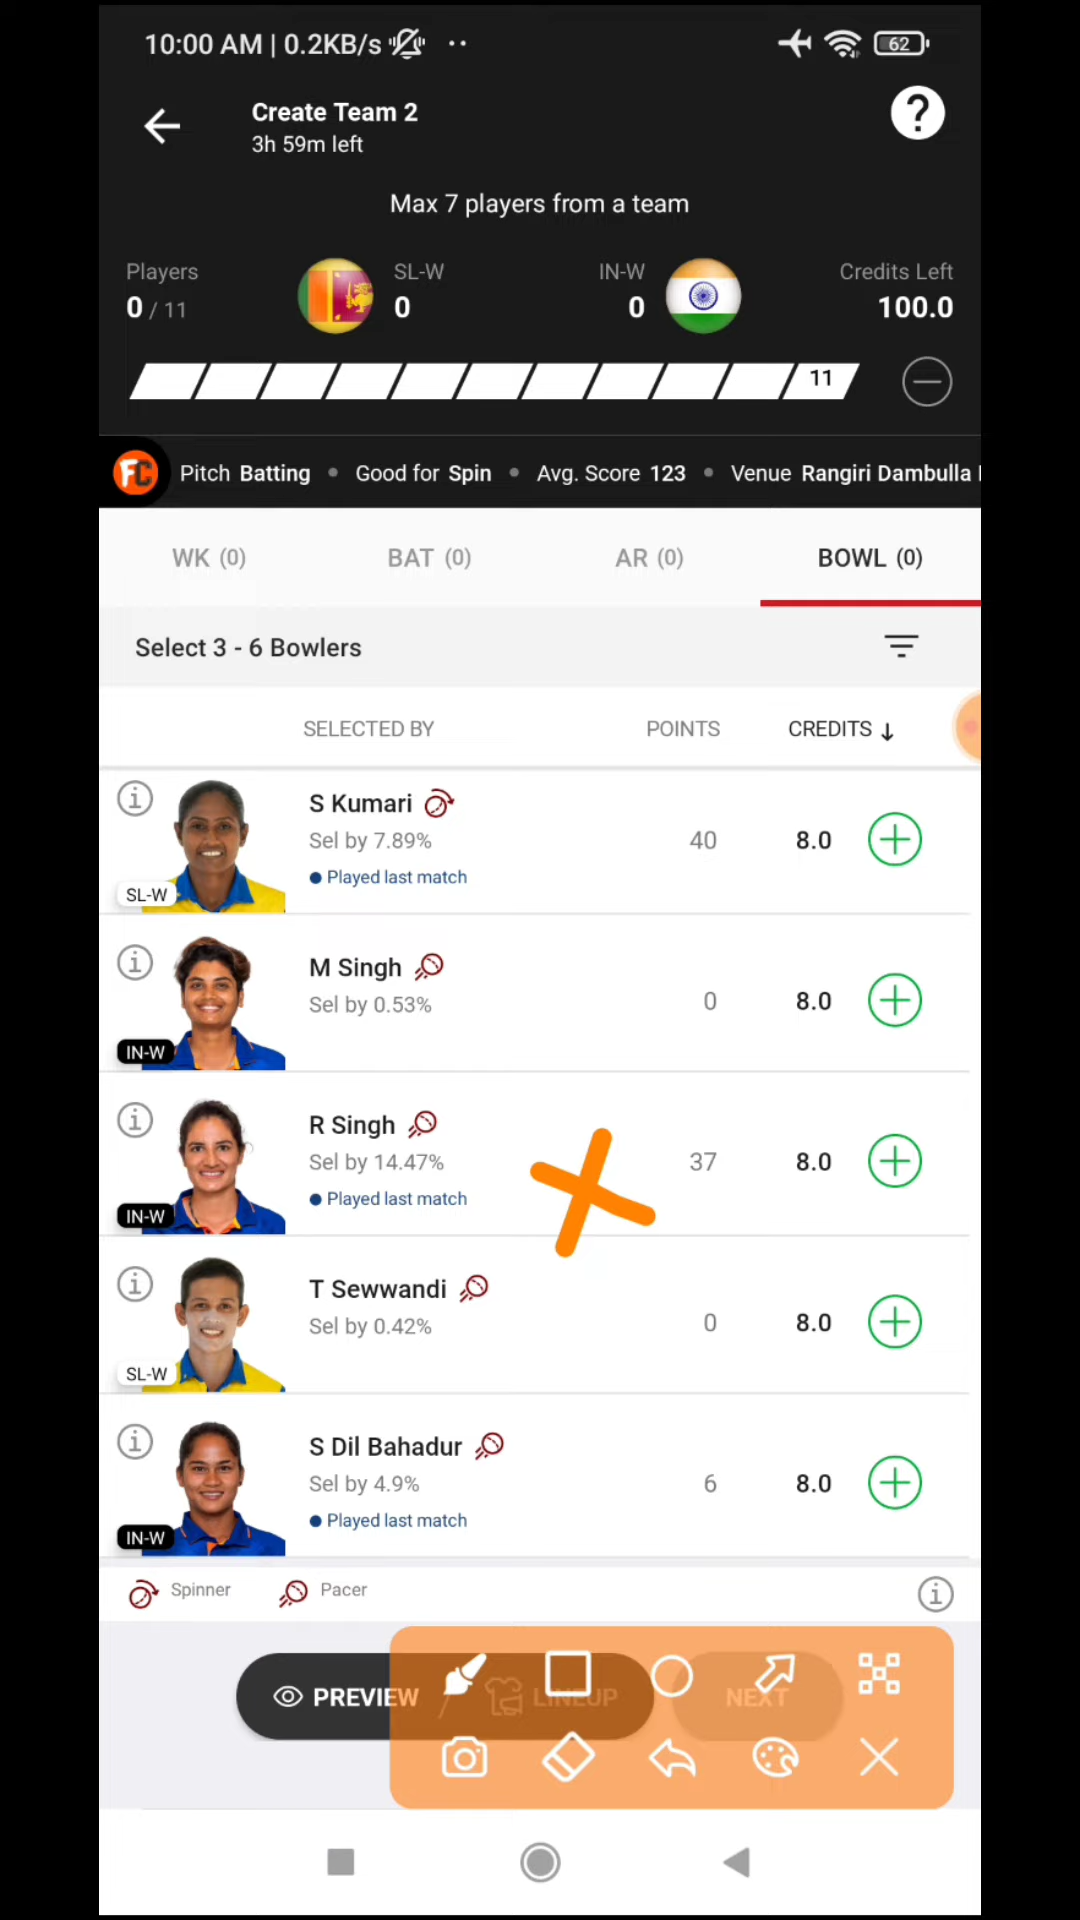 10:00 AM | 0.2KB/s
62
Create Team 2
3h 59m left
?
Max 7 players from a team
Players
0 / 11
SL-W
0
IN-W
0
Credits Left
100.0
11
FC Pitch Batting • Good for Spin • Avg. Score 123 • Venue Rangiri Dambulla
WK (0) BAT (0) AR (0) BOWL (0)
Select 3 - 6 Bowlers
SELECTED BY POINTS CREDITS ↓
S Kumari
Sel by 7.89% 40 8.0
Played last match
SL-W
M Singh
Sel by 0.53% 0 8.0
IN-W
R Singh
Sel by 14.47% 37 8.0
Played last match
IN-W
T Sewwandi
Sel by 0.42% 0 8.0
SL-W
S Dil Bahadur
Sel by 4.9% 6 8.0
Played last match
IN-W
Spinner Pacer
PREVIEW LINEUP NEXT